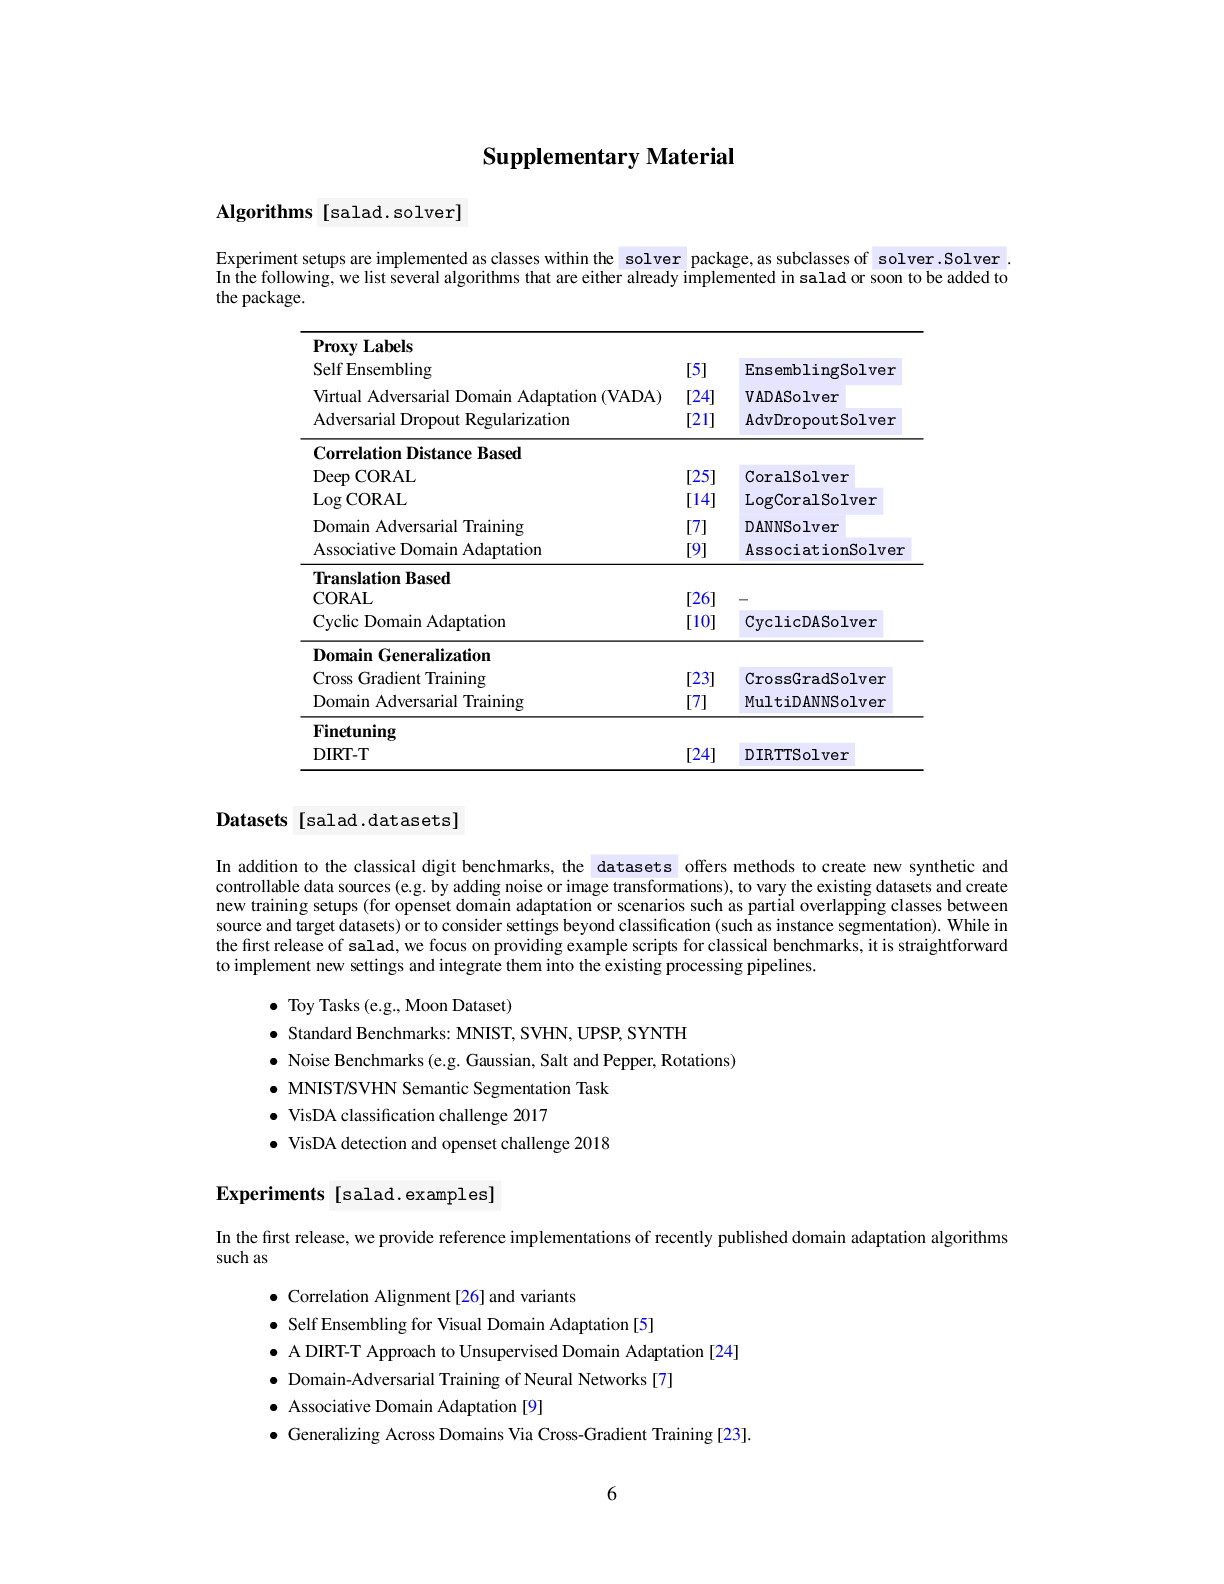 Supplementary Material
Algorithms [salad.solver]
Experiment setups are implemented as classes within the solver package, as subclasses of solver.Solver .
In the following, we list several algorithms that are either already implemented in salad or soon to be added to
the package.
Proxy Labels
Self Ensembling [5] EnsemblingSolver
Virtual Adversarial Domain Adaptation (VADA) [24] VADASolver
Adversarial Dropout Regularization [21] AdvDropoutSolver
Correlation Distance Based
Deep CORAL [25] CoralSolver
Log CORAL [14] LogCoralSolver
Domain Adversarial Training [7] DANNSolver
Associative Domain Adaptation [9] AssociationSolver
Translation Based
CORAL [26] –
Cyclic Domain Adaptation [10] CyclicDASolver
Domain Generalization
Cross Gradient Training [23] CrossGradSolver
Domain Adversarial Training [7] MultiDANNSolver
Finetuning
DIRT-T [24] DIRTTSolver
Datasets [salad.datasets]
In addition to the classical digit benchmarks, the datasets offers methods to create new synthetic and
controllable data sources (e.g. by adding noise or image transformations), to vary the existing datasets and create
new training setups (for openset domain adaptation or scenarios such as partial overlapping classes between
source and target datasets) or to consider settings beyond classification (such as instance segmentation). While in
the first release of salad, we focus on providing example scripts for classical benchmarks, it is straightforward
to implement new settings and integrate them into the existing processing pipelines.
• Toy Tasks (e.g., Moon Dataset)
• Standard Benchmarks: MNIST, SVHN, UPSP, SYNTH
• Noise Benchmarks (e.g. Gaussian, Salt and Pepper, Rotations)
• MNIST/SVHN Semantic Segmentation Task
• VisDA classification challenge 2017
• VisDA detection and openset challenge 2018
Experiments [salad.examples]
In the first release, we provide reference implementations of recently published domain adaptation algorithms
such as
• Correlation Alignment [26] and variants
• Self Ensembling for Visual Domain Adaptation [5]
• A DIRT-T Approach to Unsupervised Domain Adaptation [24]
• Domain-Adversarial Training of Neural Networks [7]
• Associative Domain Adaptation [9]
• Generalizing Across Domains Via Cross-Gradient Training [23].
6